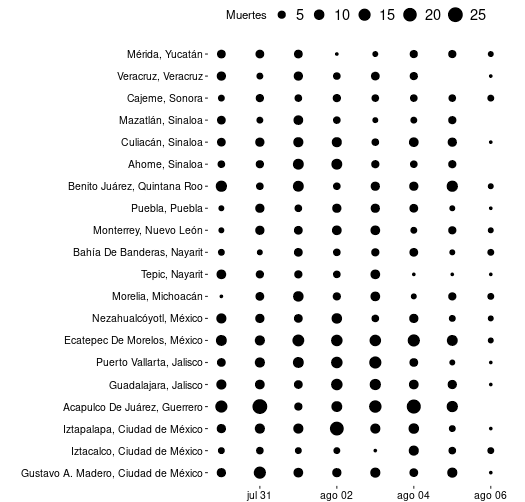 Muertes 5 10 15 20 25
Mérida, Yucatán
Veracruz, Veracruz
Cajeme, Sonora
Mazatlán, Sinaloa
Culiacán, Sinaloa
Ahome, Sinaloa
Benito Juárez, Quintana Roo
Puebla, Puebla
Monterrey, Nuevo León
Bahía De Banderas, Nayarit
Tepic, Nayarit
Morelia, Michoacán
Nezahualcóyotl, México
Ecatepec De Morelos, México
Puerto Vallarta, Jalisco
Guadalajara, Jalisco
Acapulco De Juárez, Guerrero
Iztapalapa, Ciudad de México
Iztacalco, Ciudad de México
Gustavo A. Madero, Ciudad de México
jul 31 ago 02 ago 04 ago 06